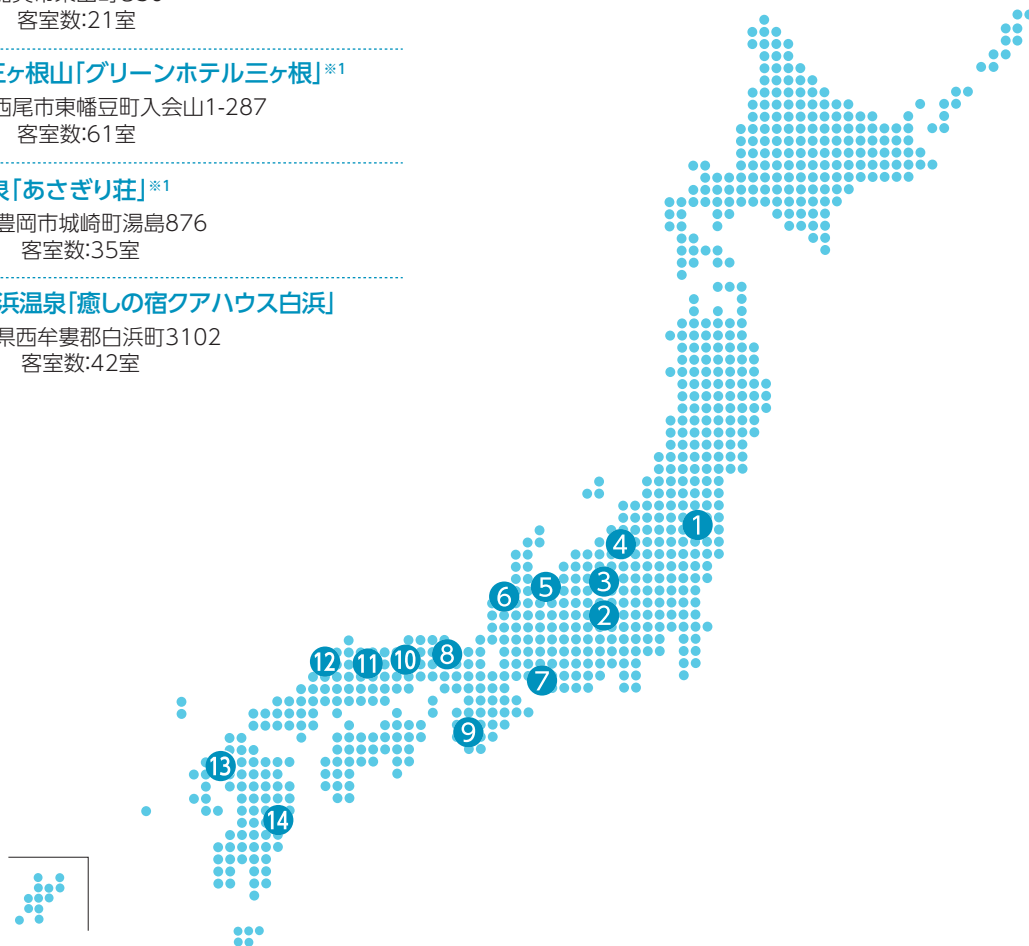 客室数:21室
三ヶ根山「グリーンホテル三ヶ根」※1
西尾市東幡豆町入会山1-287
客室数:61室
泉「あさぎり荘」※1
豊岡市城崎町湯島876
客室数:35室
浜温泉「癒しの宿クアハウス白浜」
県西牟婁郡白浜町3102
客室数:42室
1
4
3
5
6
2
8
10
12
11
7
9
13
14